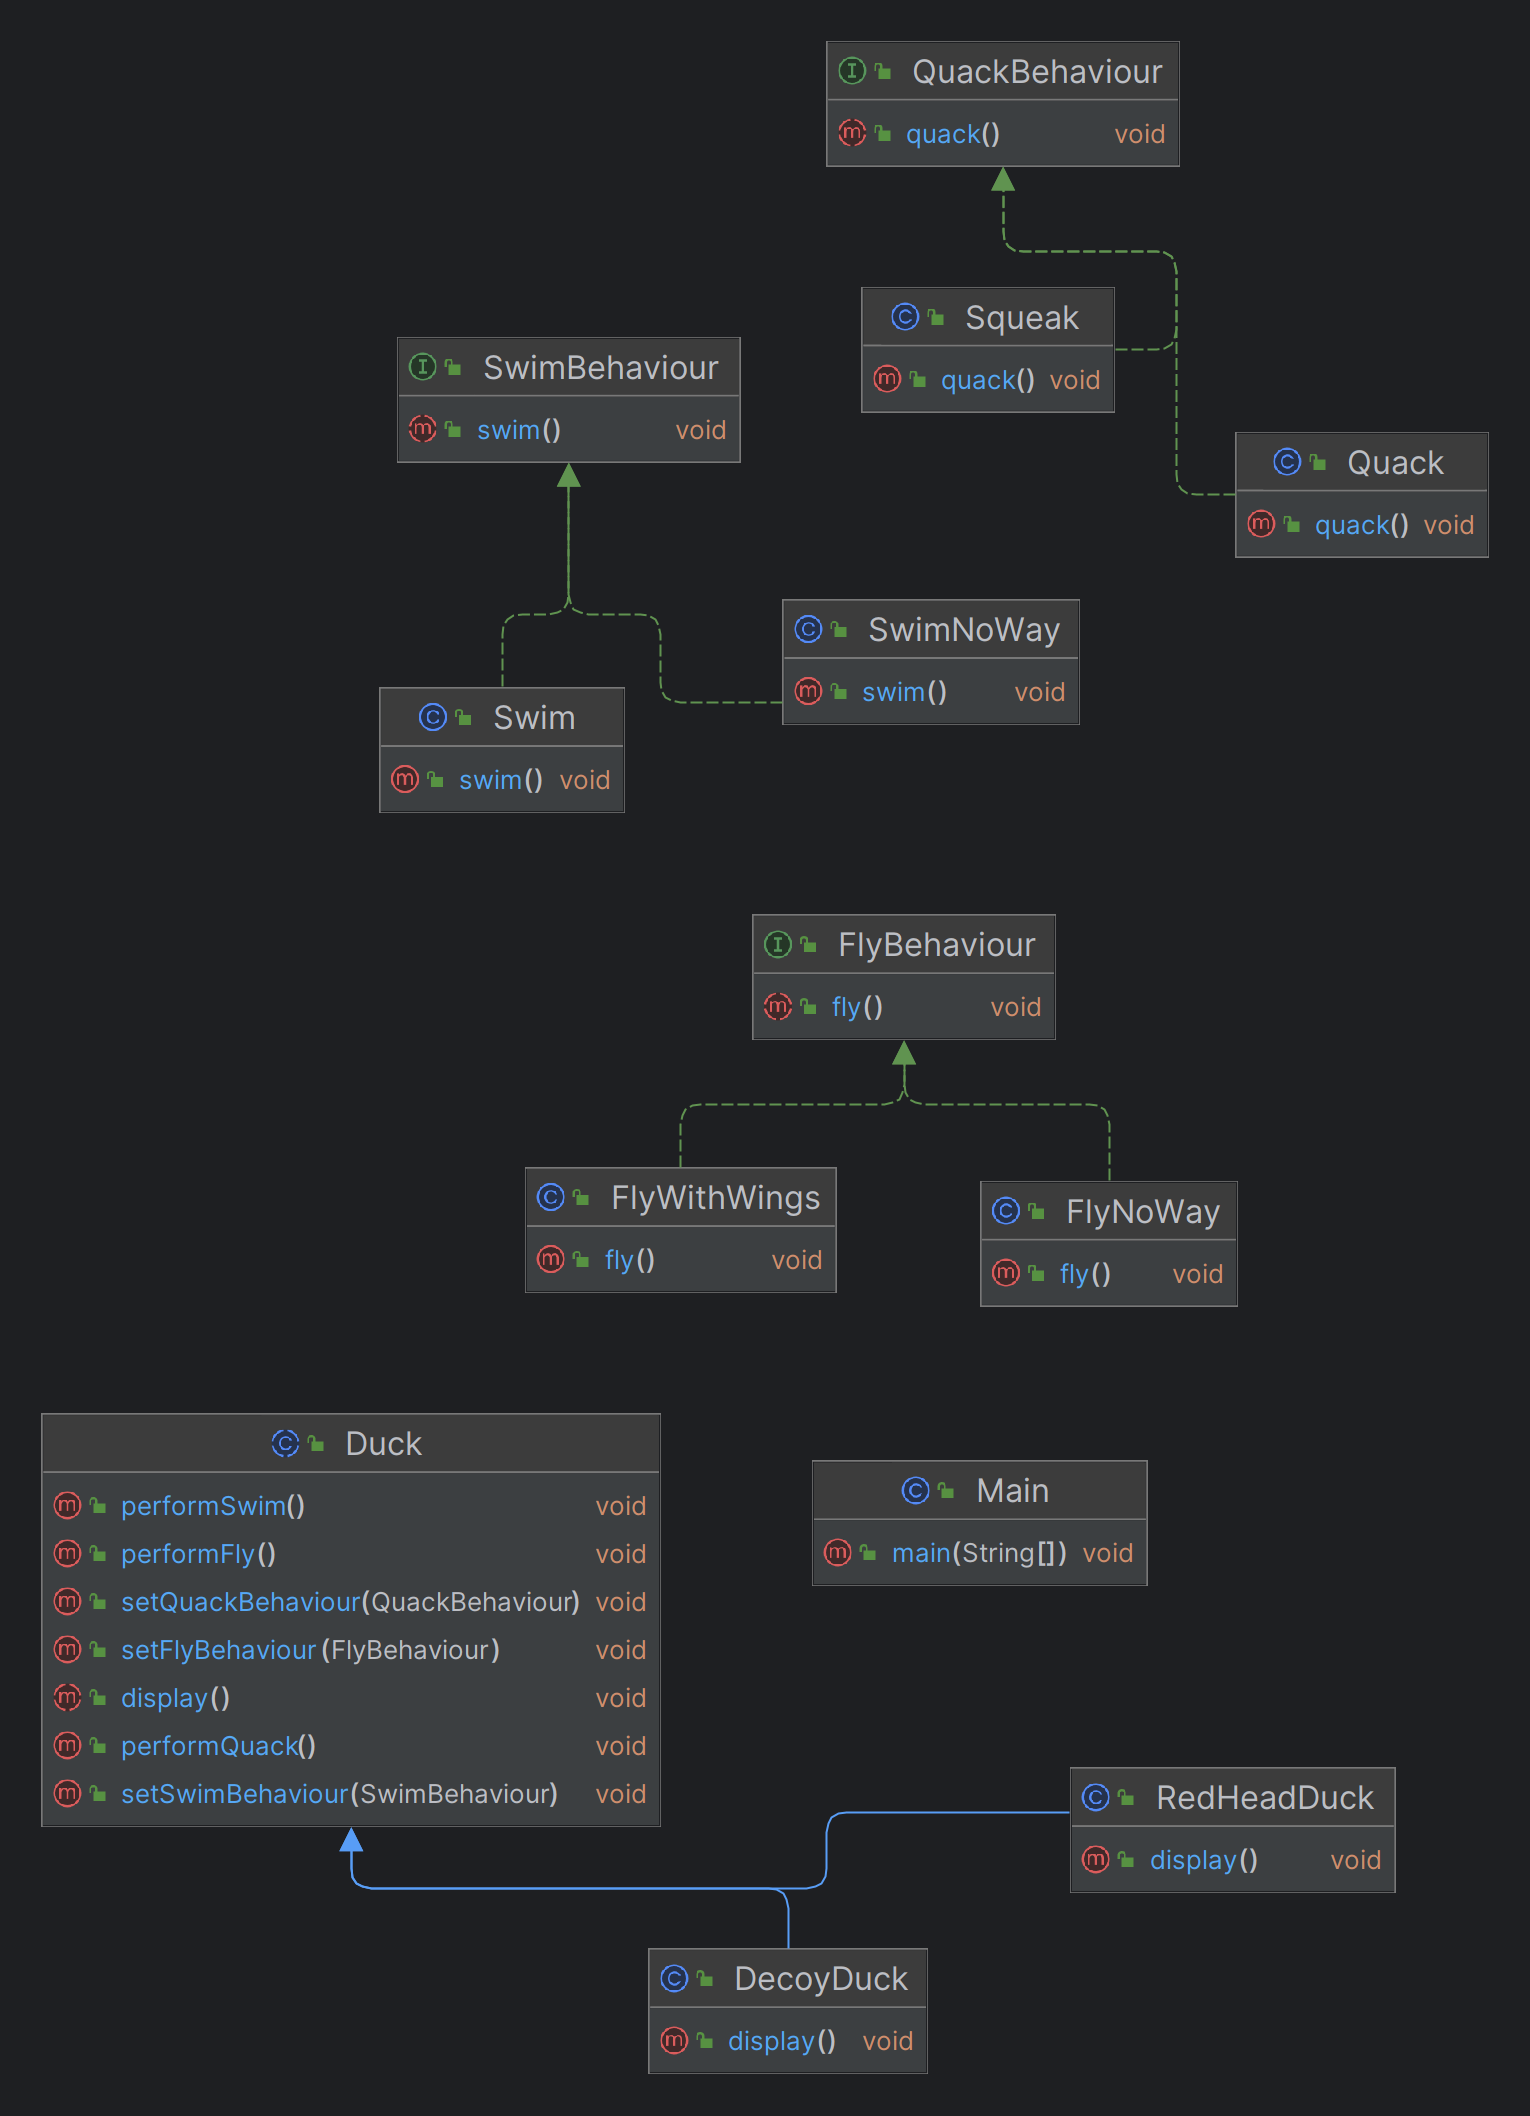 QuackBehaviour
quack() void
Squeak
quack() void
SwimBehaviour
swim() void
Quack
quack() void
SwimNoWay
swim() void
Swim
swim() void
FlyBehaviour
fly() void
FlyWithWings
fly() void
FlyNoWay
fly() void
Duck
performSwim() void
performFly() void
setQuackBehaviour(QuackBehaviour) void
setFlyBehaviour(FlyBehaviour) void
display() void
performQuack() void
setSwimBehaviour(SwimBehaviour) void
Main
main(String[]) void
RedHeadDuck
display() void
DecoyDuck
display() void